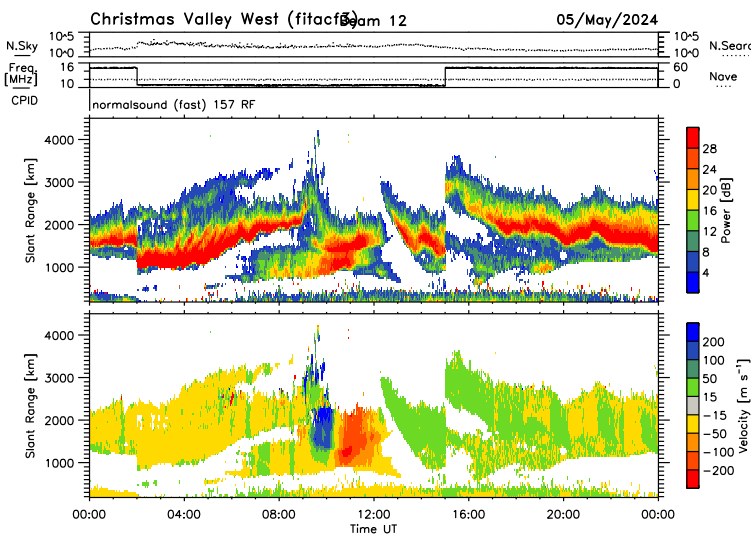 Christmas Valley West (fitacf3) Beam 12 05/May/2024
N.Sky 10^5 10^0 10^5 10^0 N.Searc
Freq [MHz] 16 10 60 0 Nave
CPID normalsound (fast) 157 RF
Slant Range [km] 4000 3000 2000 1000
Power [dB] 28 24 20 16 12 8 4
Slant Range [km] 4000 3000 2000 1000
Velocity [m s⁻¹] 200 100 50 15 -15 -50 -100 -200
00:00 04:00 08:00 12:00 16:00 20:00 00:00
Time UT